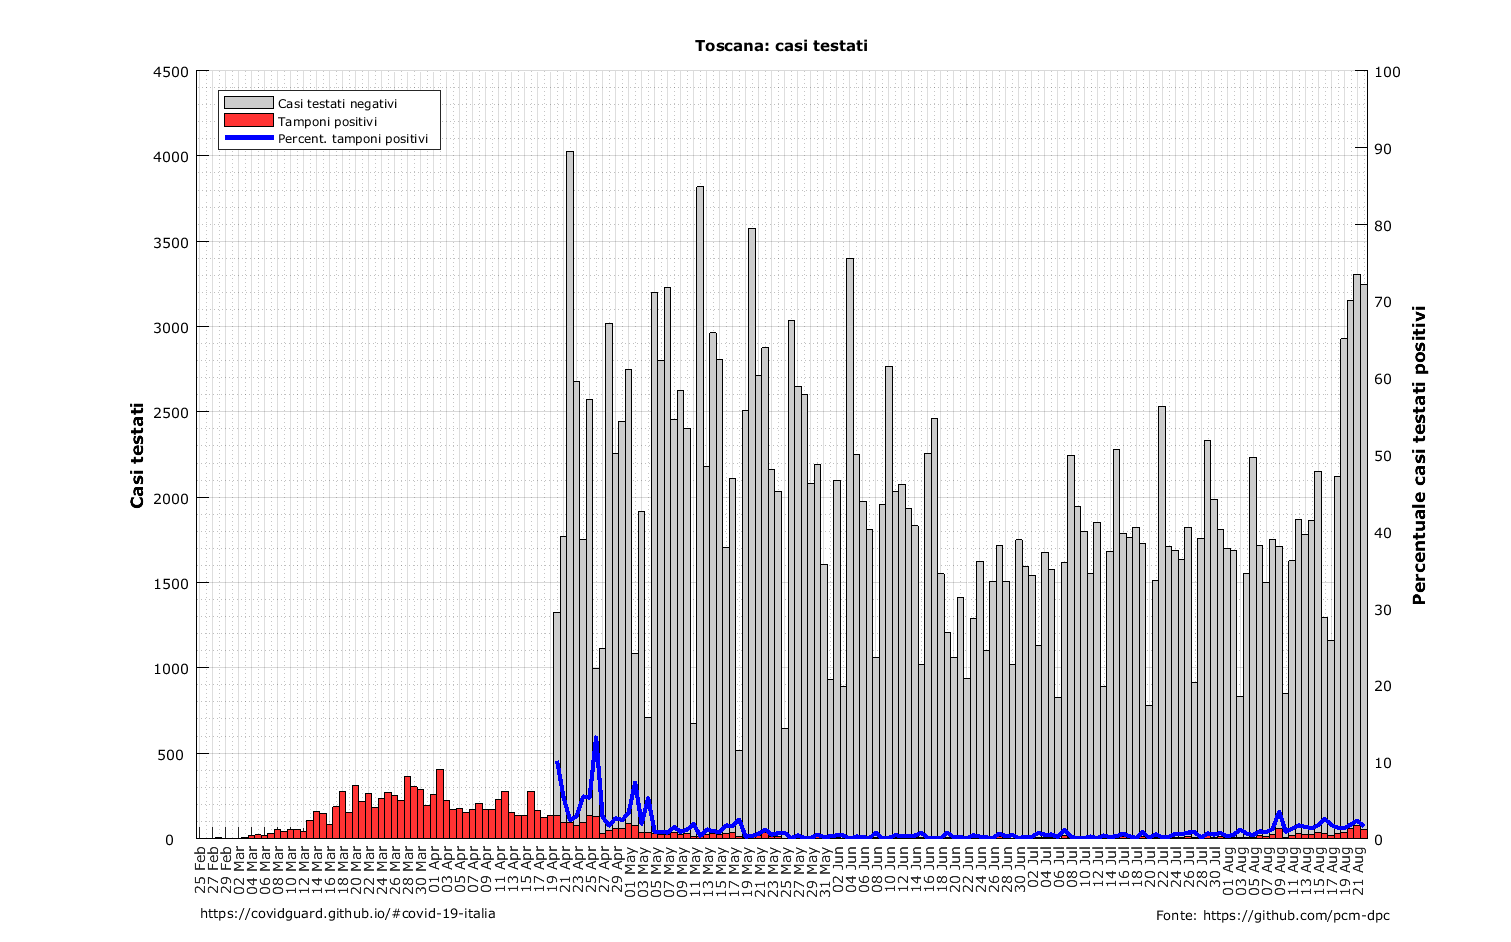 Toscana: casi testati
4500
4000
3500
3000
2500
2000
1500
1000
500
0
Casi testati
Casi testati negativi
Tamponi positivi
Percent. tamponi positivi
100
90
80
70
60
50
40
30
20
10
0
Percentuale casi testati positivi
25 Feb
27 Feb
29 Feb
02 Mar
04 Mar
06 Mar
08 Mar
10 Mar
12 Mar
14 Mar
16 Mar
18 Mar
20 Mar
22 Mar
24 Mar
26 Mar
28 Mar
30 Mar
01 Apr
03 Apr
05 Apr
07 Apr
09 Apr
11 Apr
13 Apr
15 Apr
17 Apr
19 Apr
21 Apr
23 Apr
25 Apr
27 Apr
29 Apr
01 May
03 May
05 May
07 May
09 May
11 May
13 May
15 May
17 May
19 May
21 May
23 May
25 May
27 May
29 May
31 May
02 Jun
04 Jun
06 Jun
08 Jun
10 Jun
12 Jun
14 Jun
16 Jun
18 Jun
20 Jun
22 Jun
24 Jun
26 Jun
28 Jun
30 Jun
02 Jul
04 Jul
06 Jul
08 Jul
10 Jul
12 Jul
14 Jul
16 Jul
18 Jul
20 Jul
22 Jul
24 Jul
26 Jul
28 Jul
30 Jul
01 Aug
03 Aug
05 Aug
07 Aug
09 Aug
11 Aug
13 Aug
15 Aug
17 Aug
19 Aug
21 Aug
https://covidguard.github.io/#covid-19-italia
Fonte: https://github.com/pcm-dpc